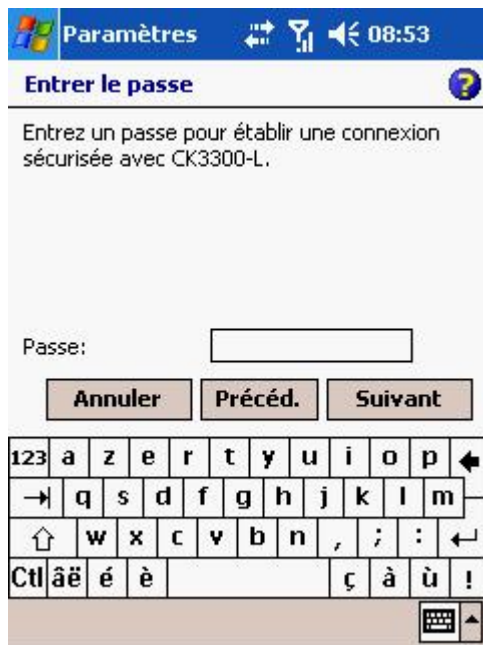 Paramètres 08:53
Entrer le passe
Entrez un passe pour établir une connexion
sécurisée avec CK3300-L.
Passe:
Annuler Précéd. Suivant
123 a z e r t y u i o p
q s d f g h j k l m
w x c v b n , ; :
Ctl âë é è ç à ù !